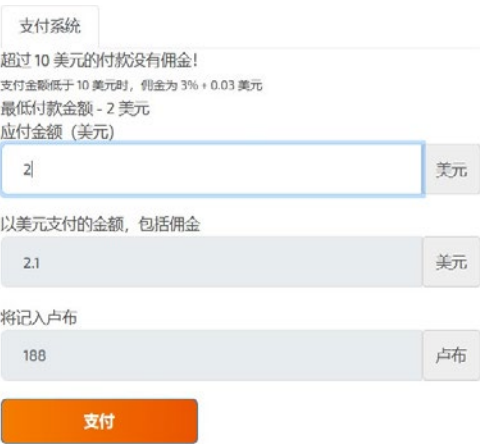 支付系统
超过 10 美元的付款没有佣金!
支付金额低于 10 美元时，佣金为 3% + 0.03 美元
最低付款金额 - 2 美元
应付金额（美元）
2
美元
以美元支付的金额，包括佣金
2.1
美元
将记入卢布
188
卢布
支付